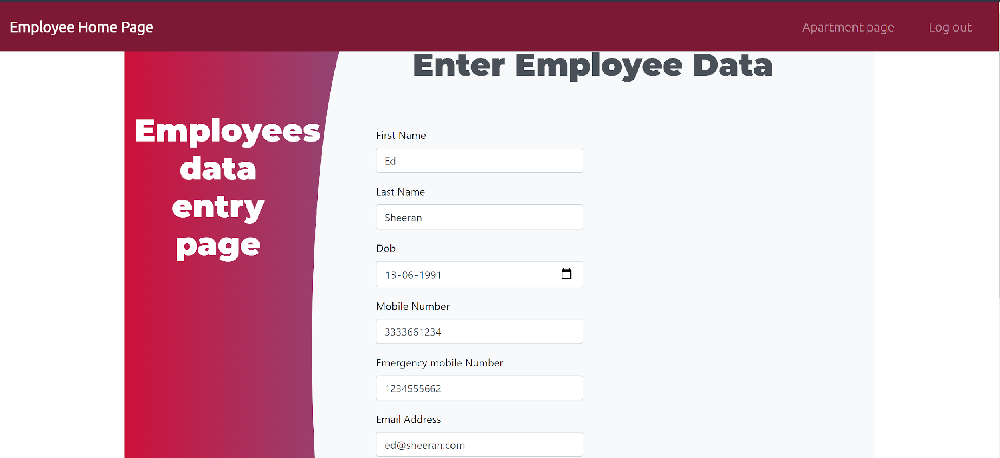 Employee Home Page
Apartment page
Log out
Enter Employee Data
Employees
data
entry
page
First Name
Ed
Last Name
Sheeran
Dob
13-06-1991
Mobile Number
3333661234
Emergency mobile Number
1234555662
Email Address
ed@sheeran.com